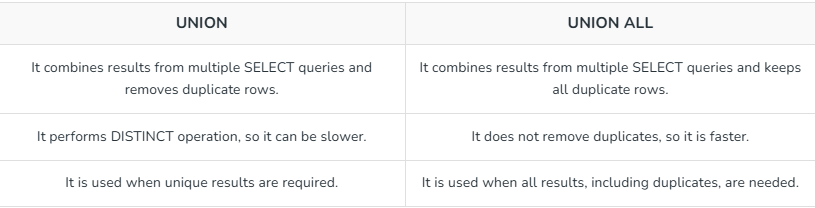 UNION
UNION ALL
It combines results from multiple SELECT queries and
removes duplicate rows.
It combines results from multiple SELECT queries and keeps
all duplicate rows.
It performs DISTINCT operation, so it can be slower.
It does not remove duplicates, so it is faster.
It is used when unique results are required.
It is used when all results, including duplicates, are needed.